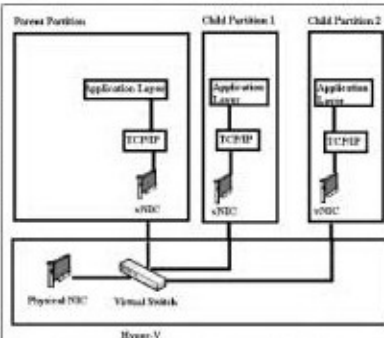 Parent Partition
Child Partition 1
Child Partition 2
Application Layer
Application
Layer
Application
Layer
TCP/IP
TCP/IP
TCP/IP
vNIC
vNIC
vNIC
Physical NIC
Virtual Switch
Hyper-V